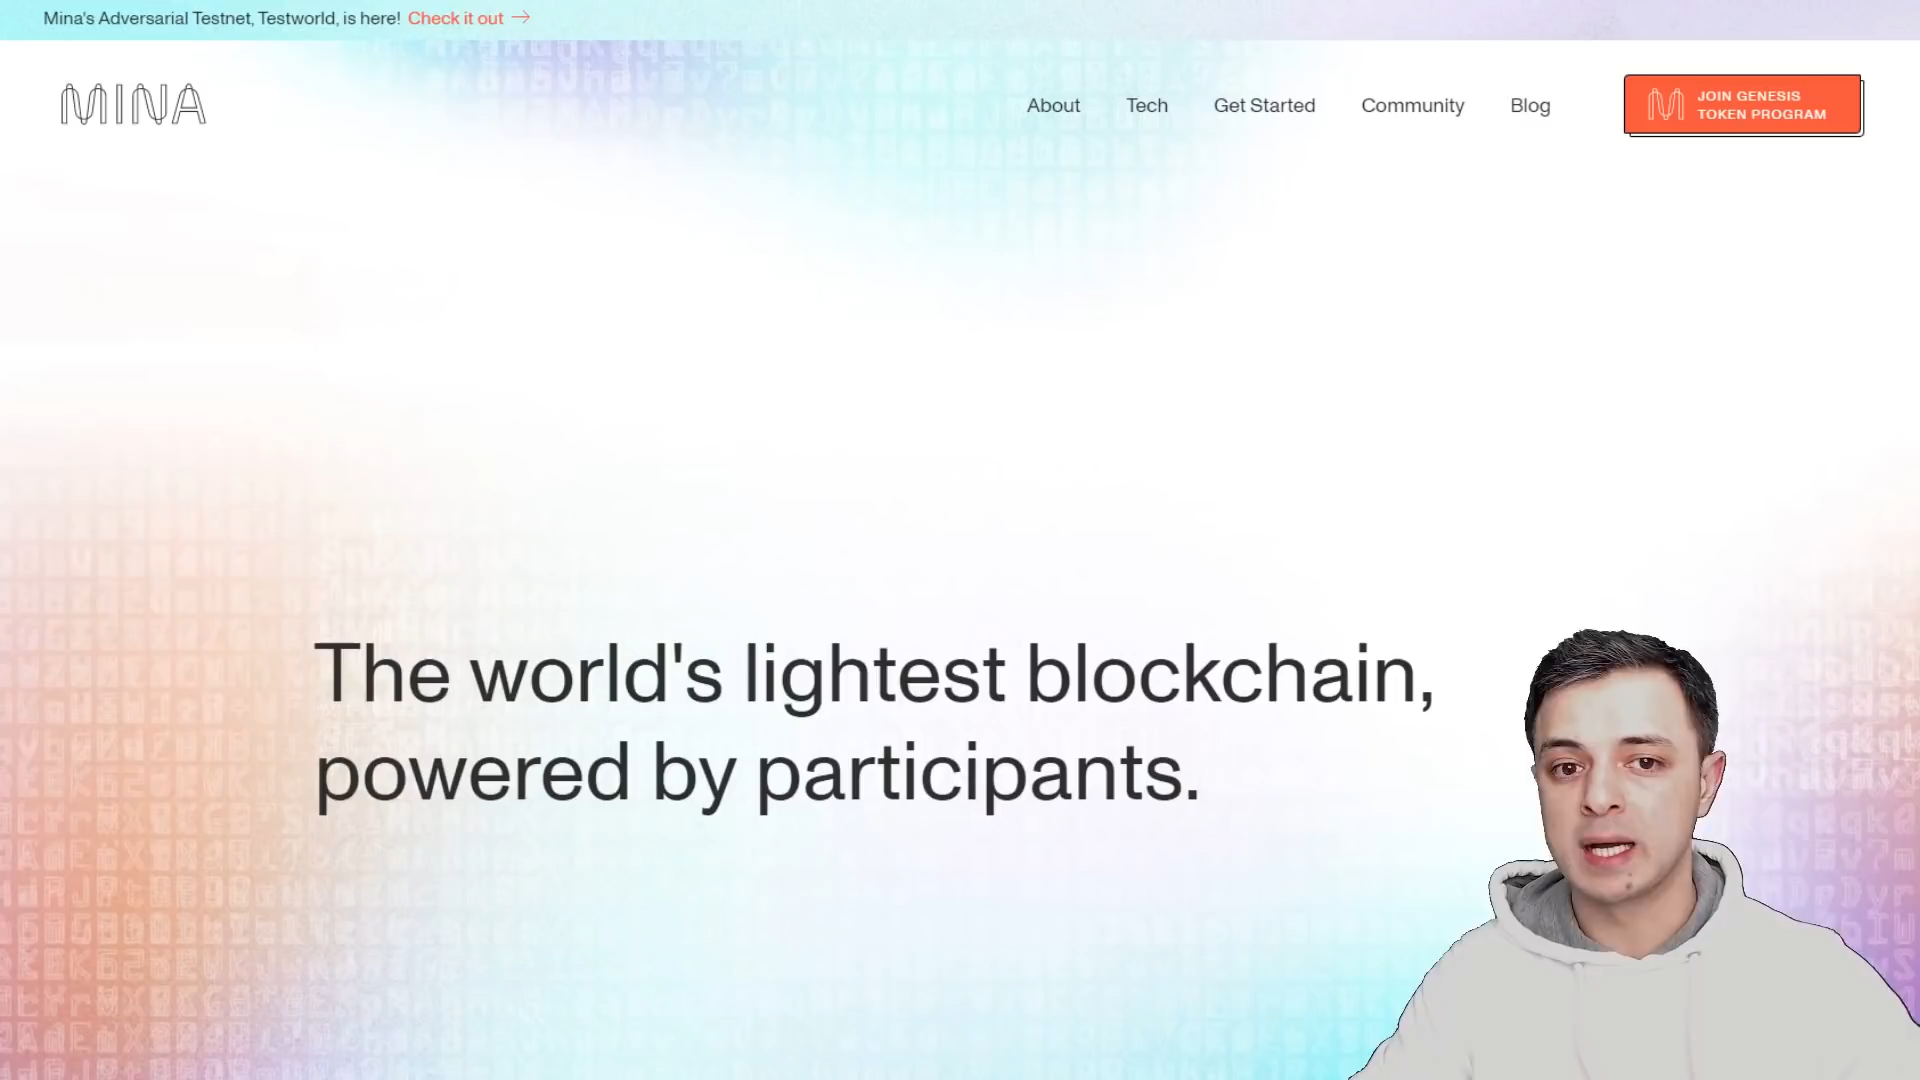 Mina's Adversarial Testnet, Testworld, is here! Check it out →
MINA
About
Tech
Get Started
Community
Blog
JOIN GENESIS
TOKEN PROGRAM
The world's lightest blockchain,
powered by participants.